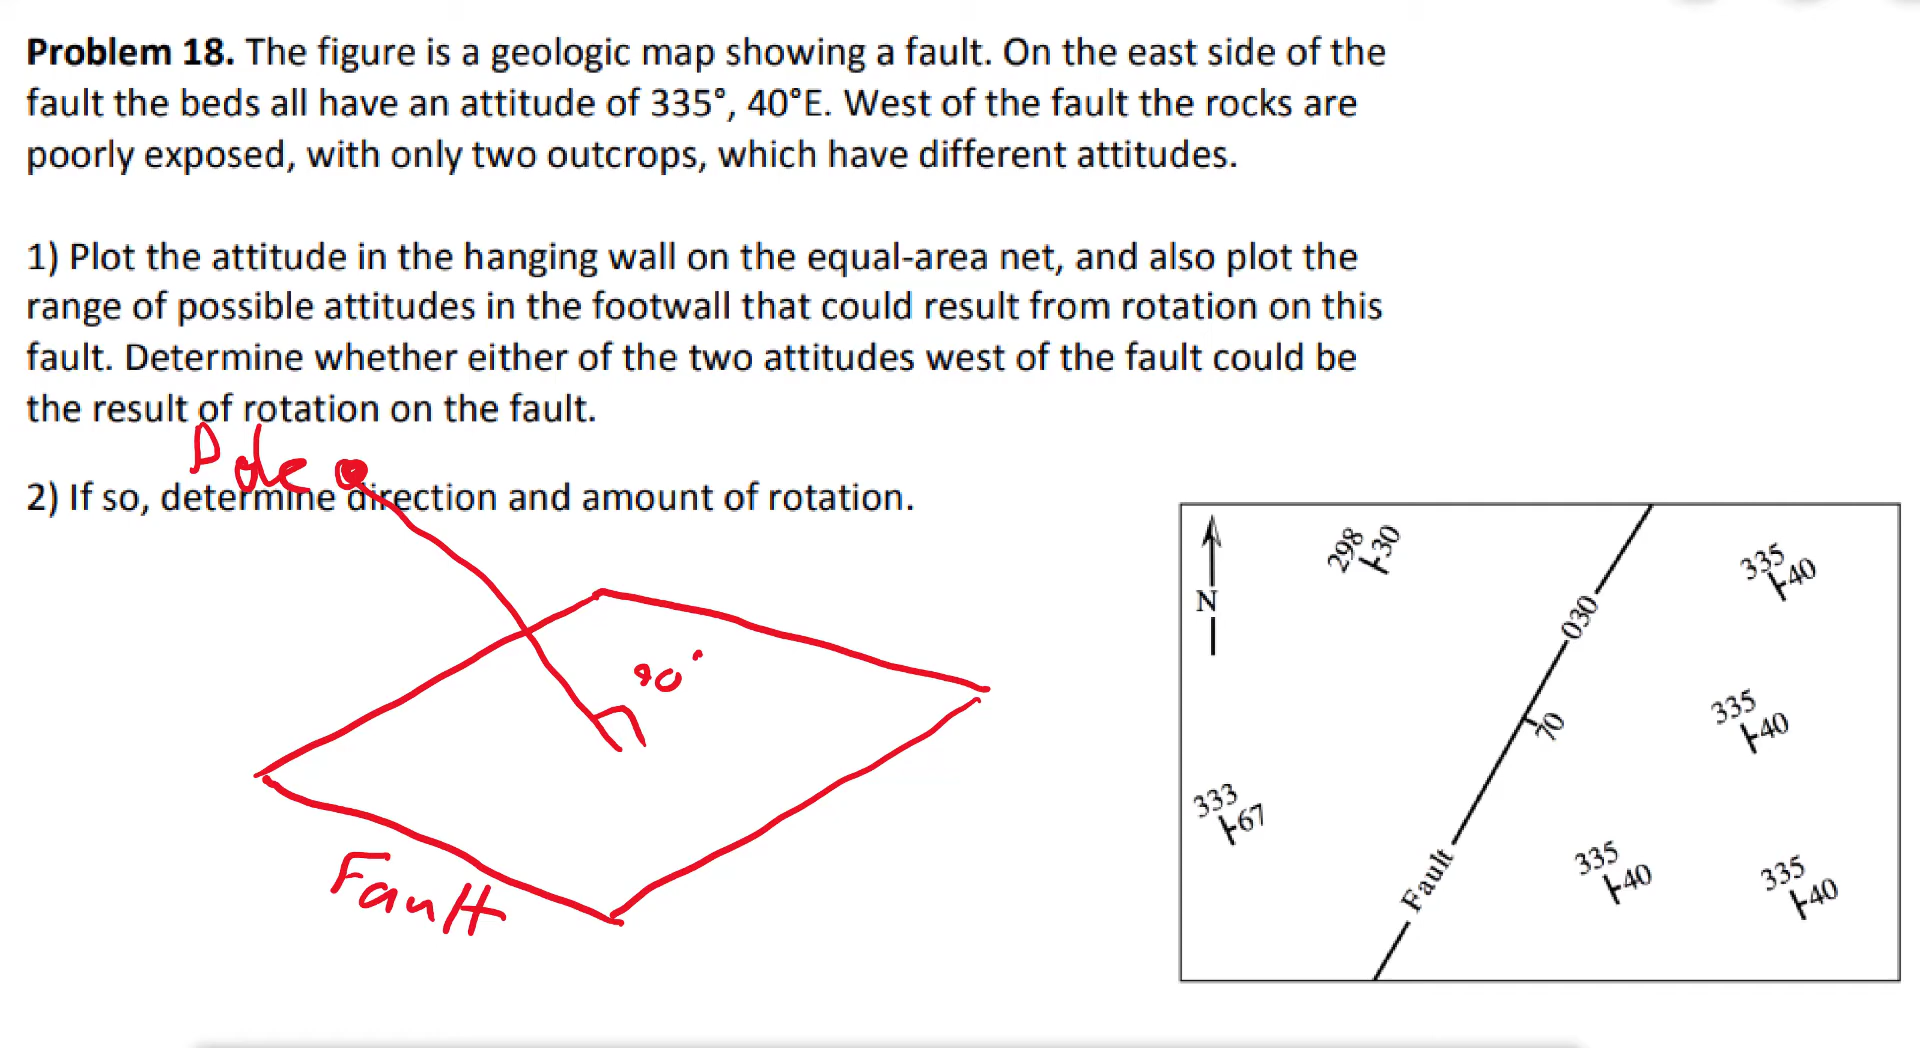 Problem 18. The figure is a geologic map showing a fault. On the east side of the
fault the beds all have an attitude of 335°, 40°E. West of the fault the rocks are
poorly exposed, with only two outcrops, which have different attitudes.
1) Plot the attitude in the hanging wall on the equal-area net, and also plot the
range of possible attitudes in the footwall that could result from rotation on this
fault. Determine whether either of the two attitudes west of the fault could be
the result of rotation on the fault.
Pole
2) If so, determine direction and amount of rotation.
90°
Fault
N
298
30
335
40
030
335
40
70
333
67
Fault
335
40
335
40